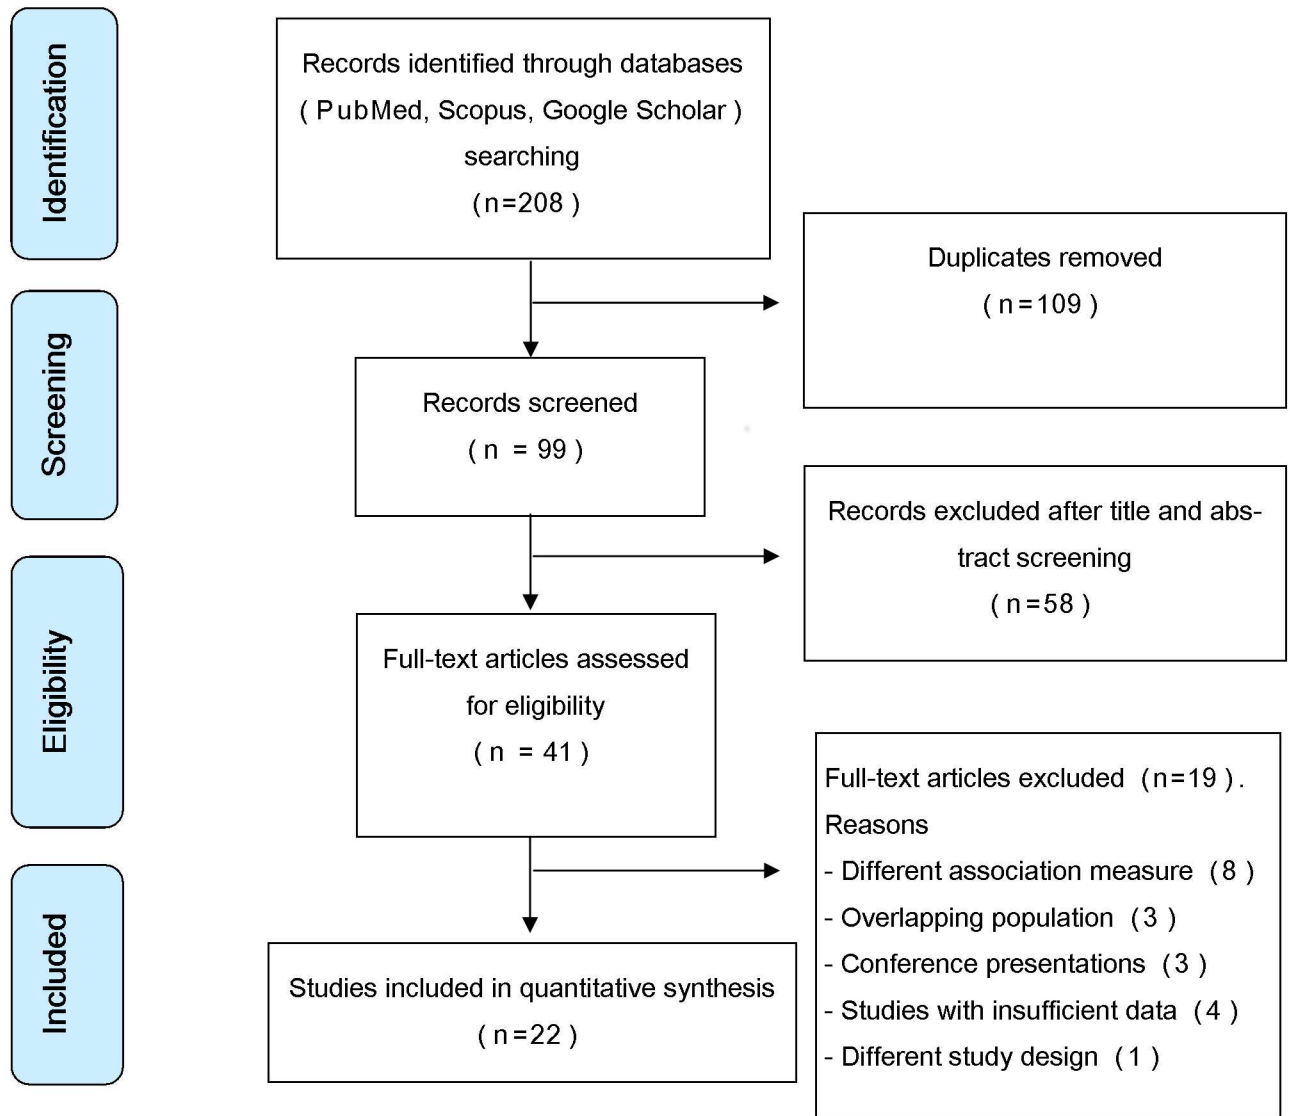 Identification
Records identified through databases
( PubMed, Scopus, Google Scholar )
searching
(n=208 )
Duplicates removed
( n=109 )
Screening
Records screened
( n = 99 )
Records excluded after title and abs-
tract screening
( n=58 )
Eligibility
Full-text articles assessed
for eligibility
( n = 41 )
Full-text articles excluded (n=19 ).
Reasons
- Different association measure (8 )
- Overlapping population (3 )
- Conference presentations (3 )
- Studies with insufficient data (4 )
- Different study design (1 )
Included
Studies included in quantitative synthesis
( n=22 )